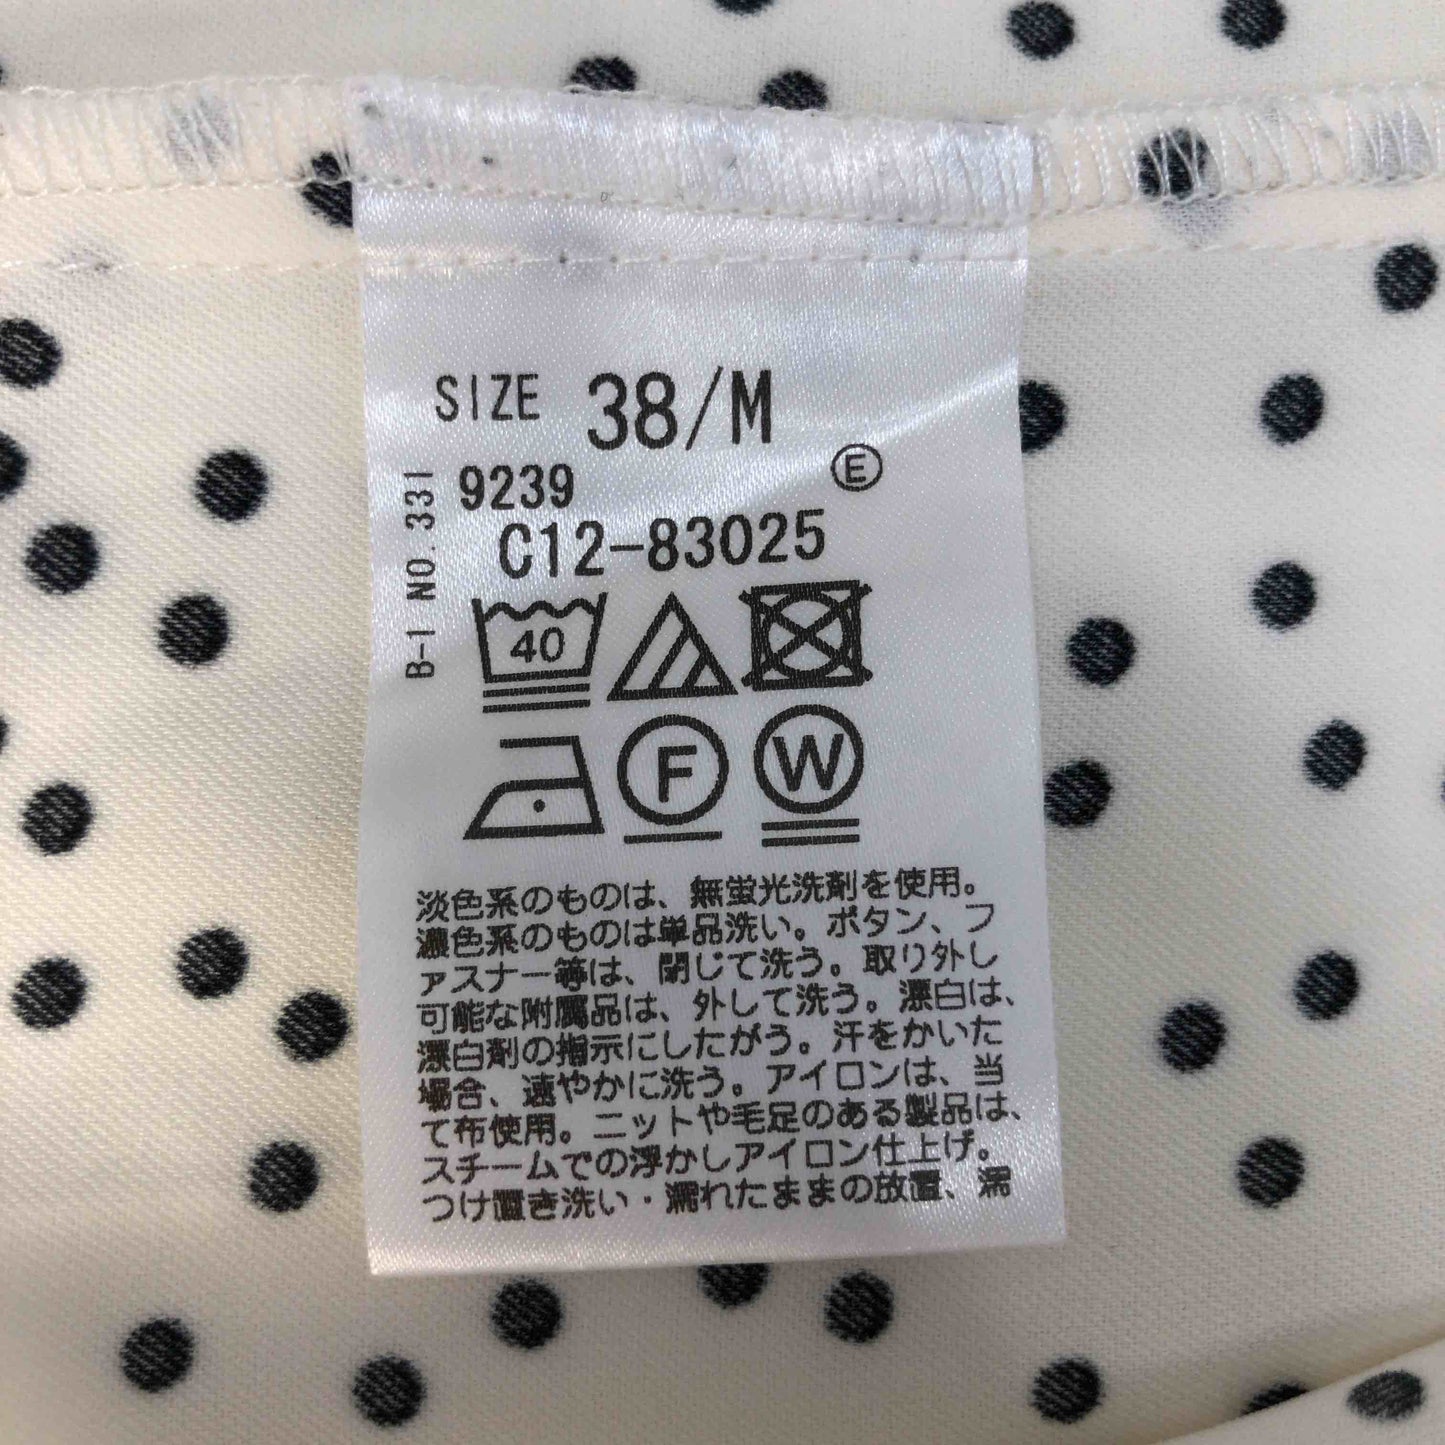 SIZE 38/M
9239 Ⓔ
C12-83025
B-1 NO.331
40
F W
淡色系のものは、無蛍光洗剤を使用。
濃色系のものは単品洗い。ボタン、フ
ァスナー等は、閉じて洗う。取り外し
可能な附属品は、外して洗う。漂白は、
漂白剤の指示にしたがう。汗をかいた
場合、速やかに洗う。アイロンは、当
て布使用。ニットや毛足のある製品は、
スチームでの浮かしアイロン仕上げ。
つけ置き洗い・濡れたままの放置、濡